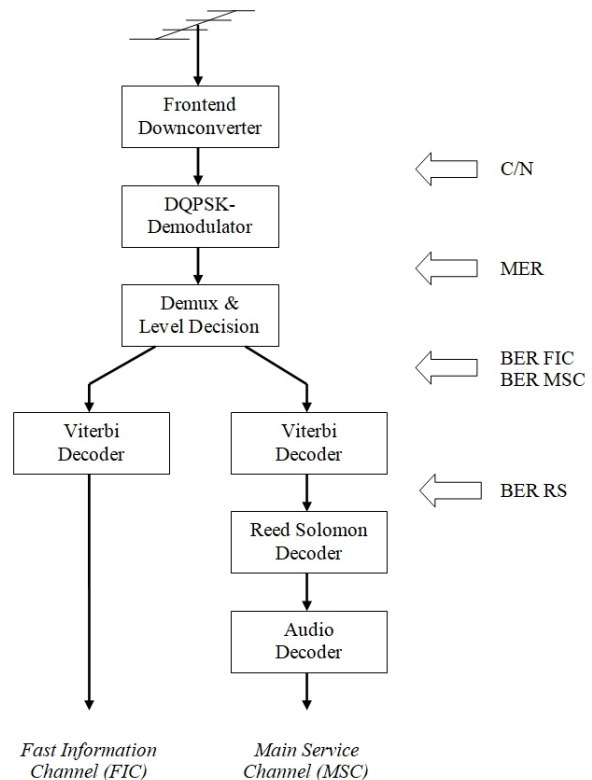 Frontend
Downconverter
C/N
DQPSK-
Demodulator
MER
Demux &
Level Decision
BER FIC
BER MSC
Viterbi
Decoder
Viterbi
Decoder
BER RS
Reed Solomon
Decoder
Audio
Decoder
Fast Information
Channel (FIC)
Main Service
Channel (MSC)